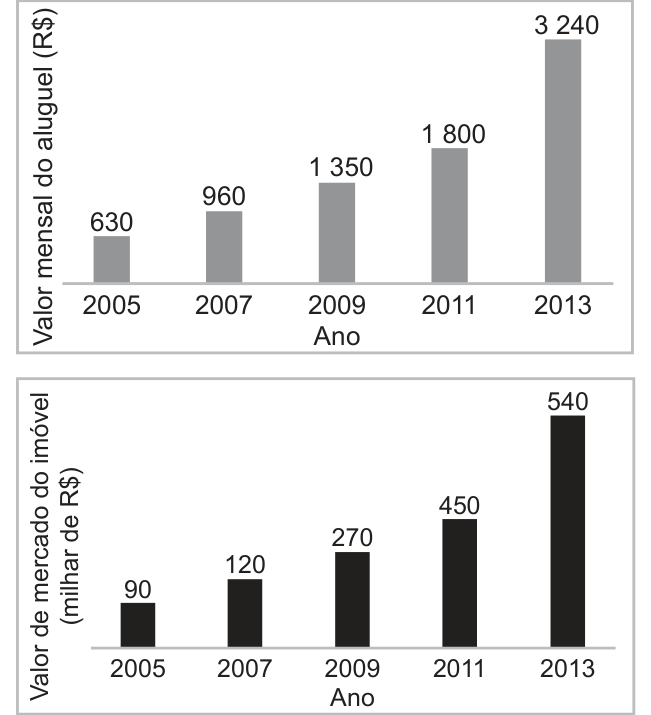 Valor mensal do aluguel (R$)
3 240
1 800
1 350
960
630
2005 2007 2009 2011 2013
Ano
Valor de mercado do imóvel
(milhar de R$)
540
450
270
120
90
2005 2007 2009 2011 2013
Ano